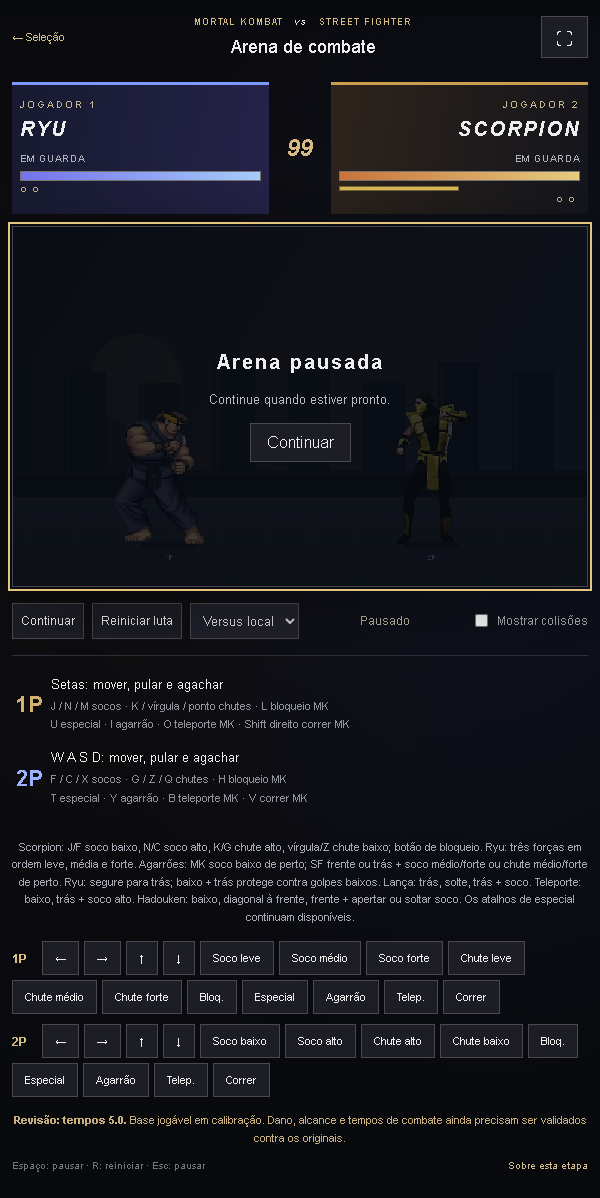 MORTAL KOMBAT VS STREET FIGHTER
← Seleção
Arena de combate
JOGADOR 1
RYU
EM GUARDA
99
JOGADOR 2
SCORPION
EM GUARDA
Arena pausada
Continue quando estiver pronto.
Continuar
1P
2P
Continuar
Reiniciar luta
Versus local
Pausado
Mostrar colisões
1P
Setas: mover, pular e agachar
J / N / M socos · K / vírgula / ponto chutes · L bloqueio MK
U especial · I agarrão · O teleporte MK · Shift direito correr MK
2P
W A S D: mover, pular e agachar
F / C / X socos · G / Z / Q chutes · H bloqueio MK
T especial · Y agarrão · B teleporte MK · V correr MK
Scorpion: J/F soco baixo, N/C soco alto, K/G chute alto, vírgula/Z chute baixo; botão de bloqueio. Ryu: três forças em
ordem leve, média e forte. Agarrões: MK soco baixo de perto; SF frente ou trás + soco médio/forte ou chute médio/forte
de perto. Ryu: segure para trás; baixo + trás protege contra golpes baixos. Lança: trás, solte, trás + soco. Teleporte:
baixo, trás + soco alto. Hadouken: baixo, diagonal à frente, frente + apertar ou soltar soco. Os atalhos de especial
continuam disponíveis.
1P ← → ↑ ↓ Soco leve Soco médio Soco forte Chute leve
Chute médio Chute forte Bloq. Especial Agarrão Telep. Correr
2P ← → ↑ ↓ Soco baixo Soco alto Chute alto Chute baixo Bloq.
Especial Agarrão Telep. Correr
Revisão: tempos 5.0. Base jogável em calibração. Dano, alcance e tempos de combate ainda precisam ser validados
contra os originais.
Espaço: pausar · R: reiniciar · Esc: pausar
Sobre esta etapa